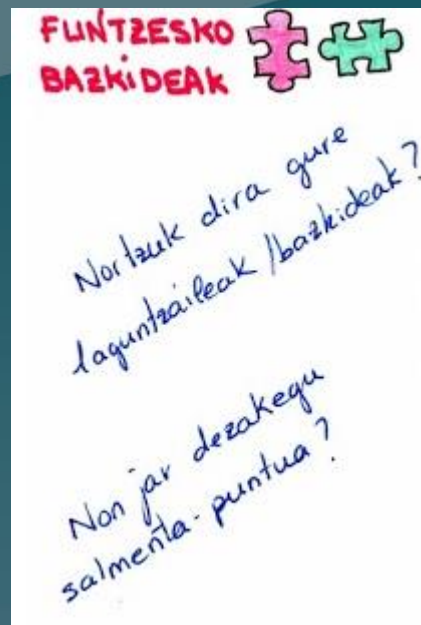 FUNTZESKO
BAZKiDEAK
Nortzuk dira gure
laguntzaileak/bazkideak?
Non jar dezakegu
salmenta-puntua?